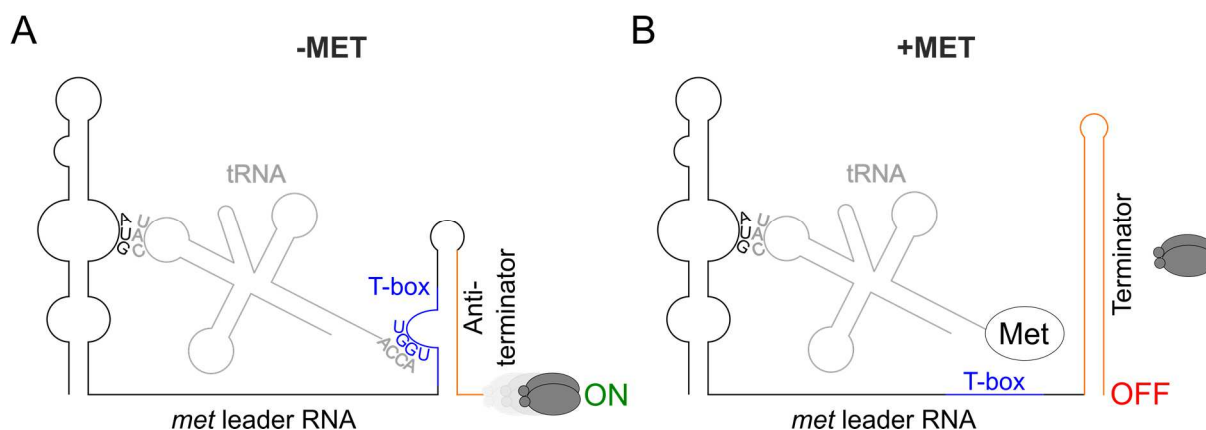 A
-MET
tRNA
A U
U A
G C
T-box
UGGU
ACCA
Anti-
terminator
ON
met leader RNA
B
+MET
tRNA
A U
U A
G C
Met
T-box
Terminator
OFF
met leader RNA